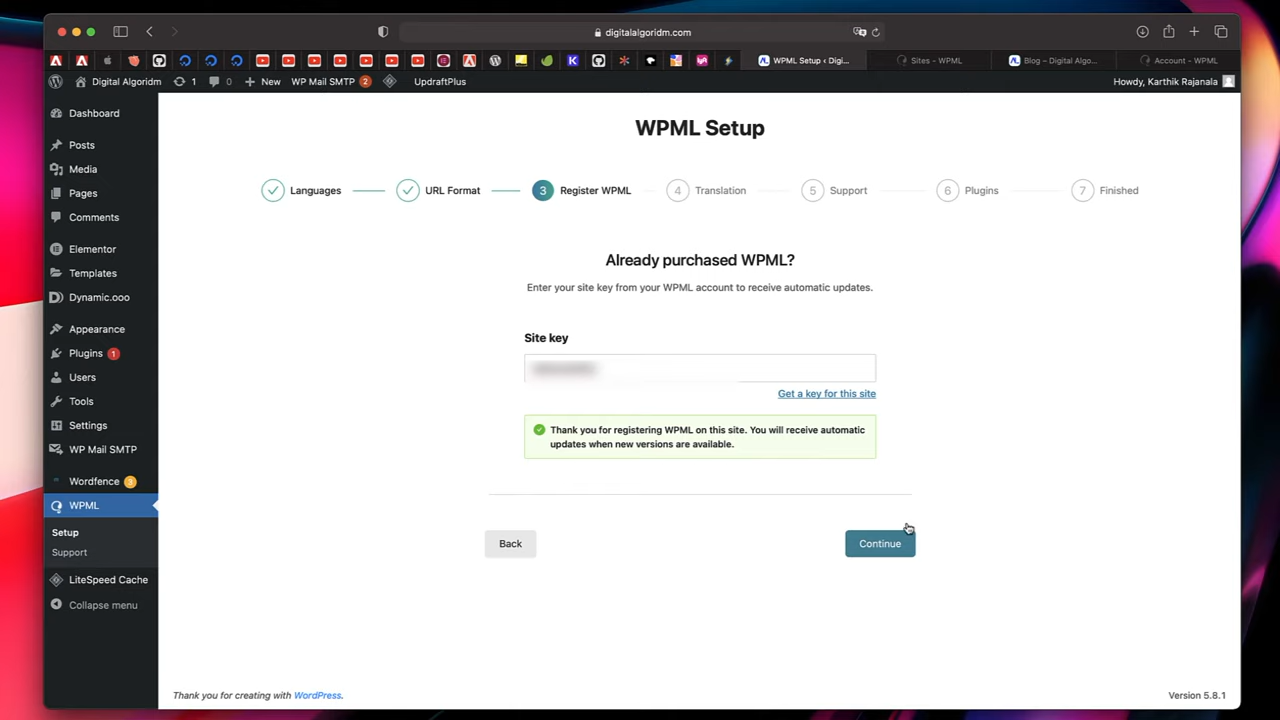 digitalalgoridm.com
WPML Setup ‹ Digi...
Sites – WPML
Blog – Digital Algo...
Account – WPML
Digital Algoridm
1
0
New
WP Mail SMTP 2
UpdraftPlus
Howdy, Karthik Rajanala
Dashboard
Posts
Media
Pages
Comments
Elementor
Templates
Dynamic.ooo
Appearance
Plugins 1
Users
Tools
Settings
WP Mail SMTP
Wordfence 3
WPML
Setup
Support
LiteSpeed Cache
Collapse menu
WPML Setup
Languages
URL Format
3 Register WPML
4 Translation
5 Support
6 Plugins
7 Finished
Already purchased WPML?
Enter your site key from your WPML account to receive automatic updates.
Site key
Get a key for this site
Thank you for registering WPML on this site. You will receive automatic
updates when new versions are available.
Back
Continue
Thank you for creating with WordPress.
Version 5.8.1